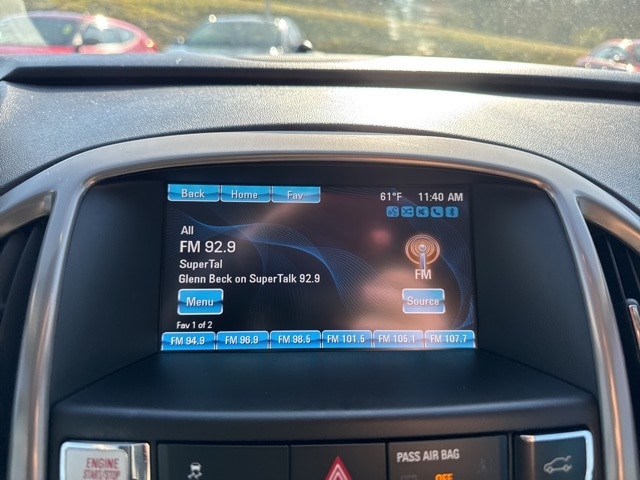 Back Home Fav 61°F 11:40 AM
All
FM 92.9
SuperTal
Glenn Beck on SuperTalk 92.9
FM
Menu Source
Fav 1 of 2
FM 94.9 FM 96.9 FM 98.5 FM 101.5 FM 105.1 FM 107.7
ENGINE
START/STOP
PASS AIR BAG
OFF